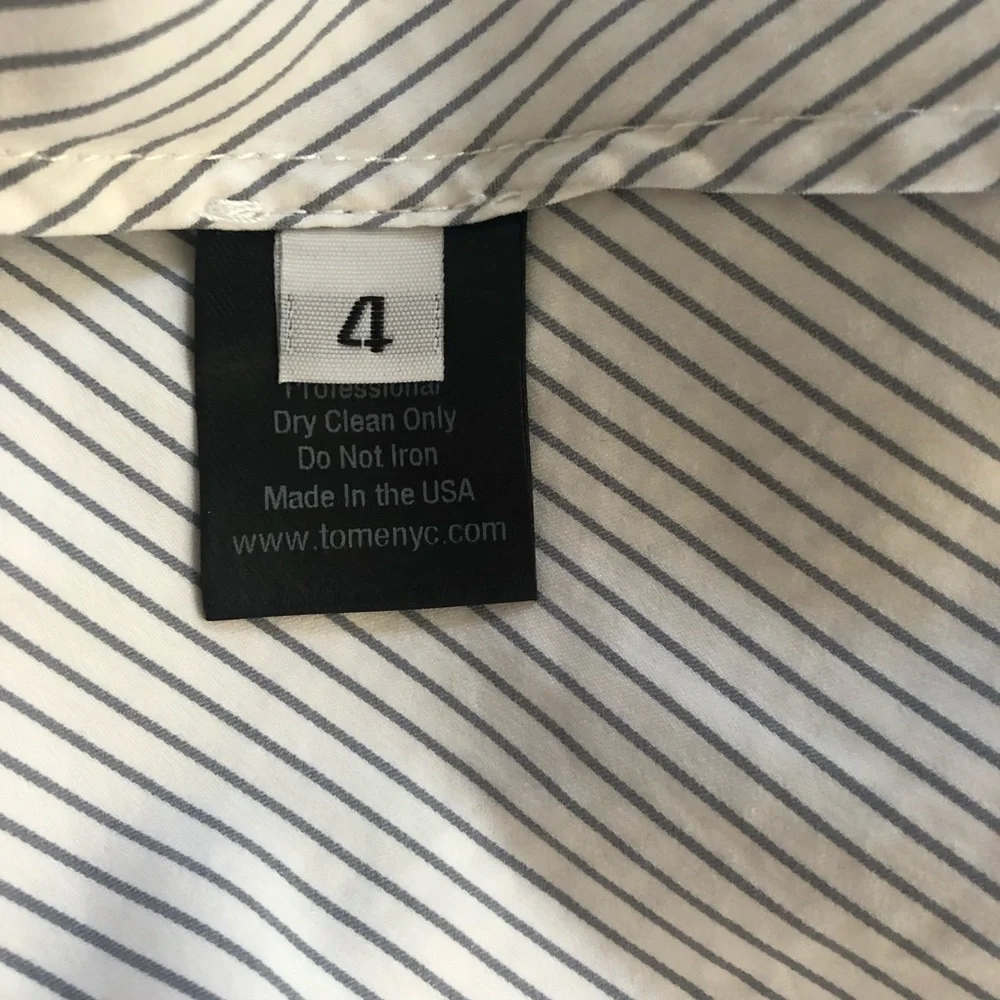 4
Professional
Dry Clean Only
Do Not Iron
Made In the USA
www.tomenyc.com